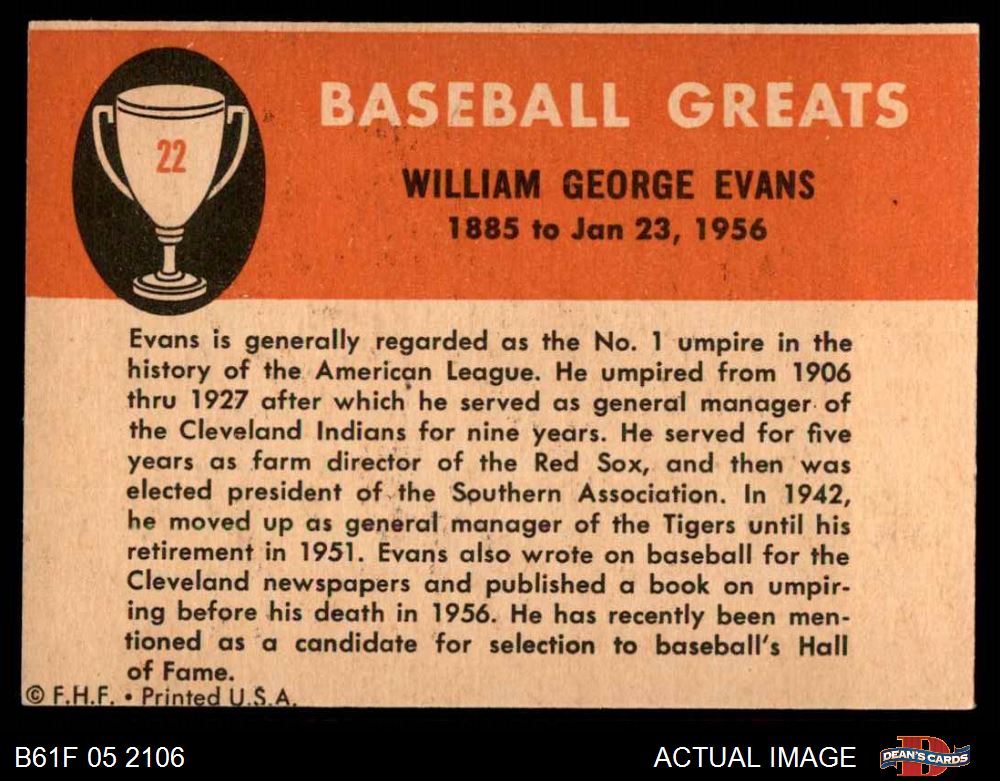 22
BASEBALL GREATS
WILLIAM GEORGE EVANS
1885 to Jan 23, 1956
Evans is generally regarded as the No. 1 umpire in the
history of the American League. He umpired from 1906
thru 1927 after which he served as general manager of
the Cleveland Indians for nine years. He served for five
years as farm director of the Red Sox, and then was
elected president of the Southern Association. In 1942,
he moved up as general manager of the Tigers until his
retirement in 1951. Evans also wrote on baseball for the
Cleveland newspapers and published a book on umpir-
ing before his death in 1956. He has recently been men-
tioned as a candidate for selection to baseball's Hall
of Fame.
© F.H.F. • Printed U.S.A.
B61F 05 2106
ACTUAL IMAGE
DEAN'S CARDS